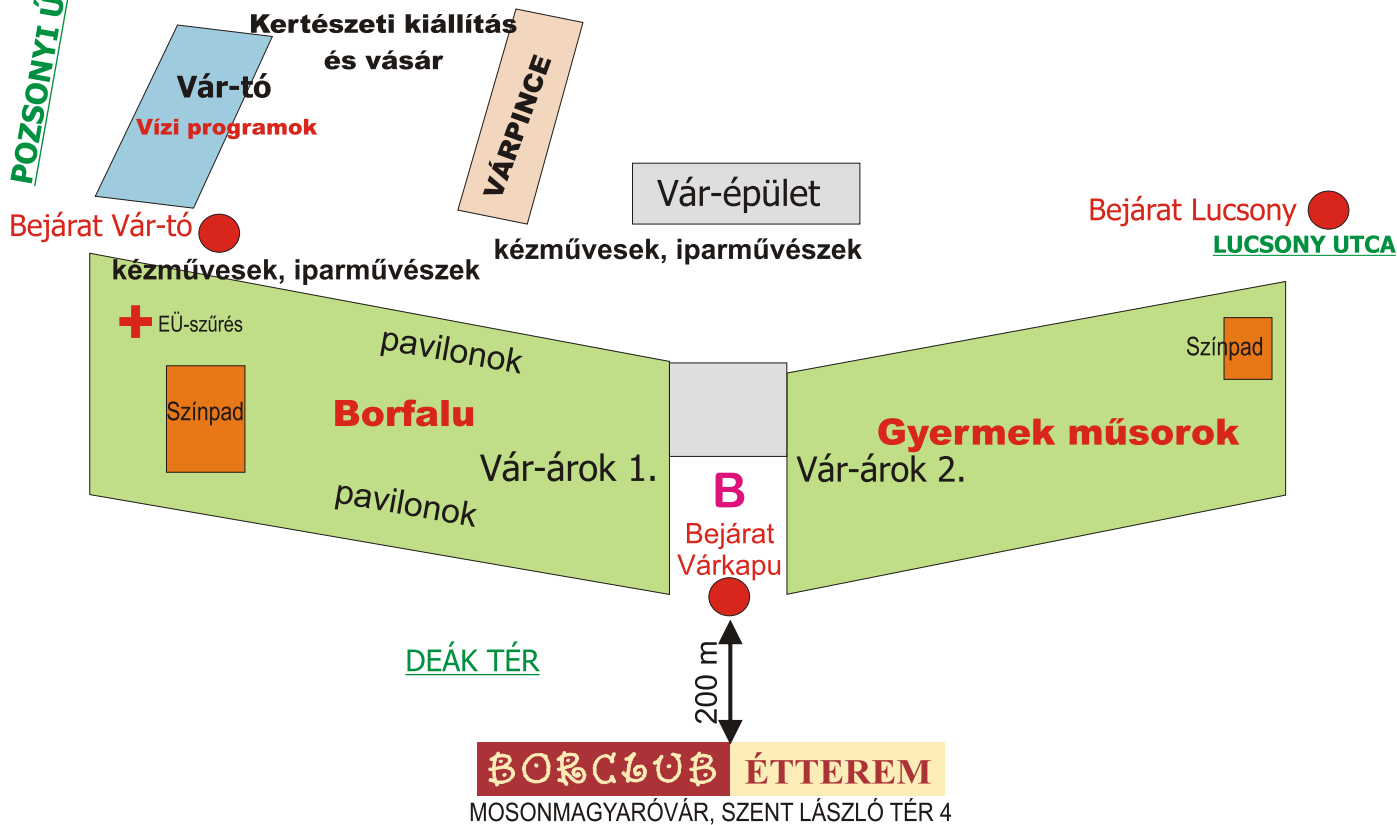 POZSONYI Ú
Kertészeti kiállítás
és vásár
Vár-tó
Vízi programok
VÁRPINCE
Vár-épület
Bejárat Vár-tó
Bejárat Lucsony
LUCSONY UTCA
kézművesek, iparművészek
kézművesek, iparművészek
EÜ-szűrés
pavilonok
Színpad
Színpad
Borfalu
Gyermek műsorok
Vár-árok 1.
Vár-árok 2.
pavilonok
B
Bejárat
Várkapu
DEÁK TÉR
200 m
BORCLUB ÉTTEREM
MOSONMAGYARÓVÁR, SZENT LÁSZLÓ TÉR 4